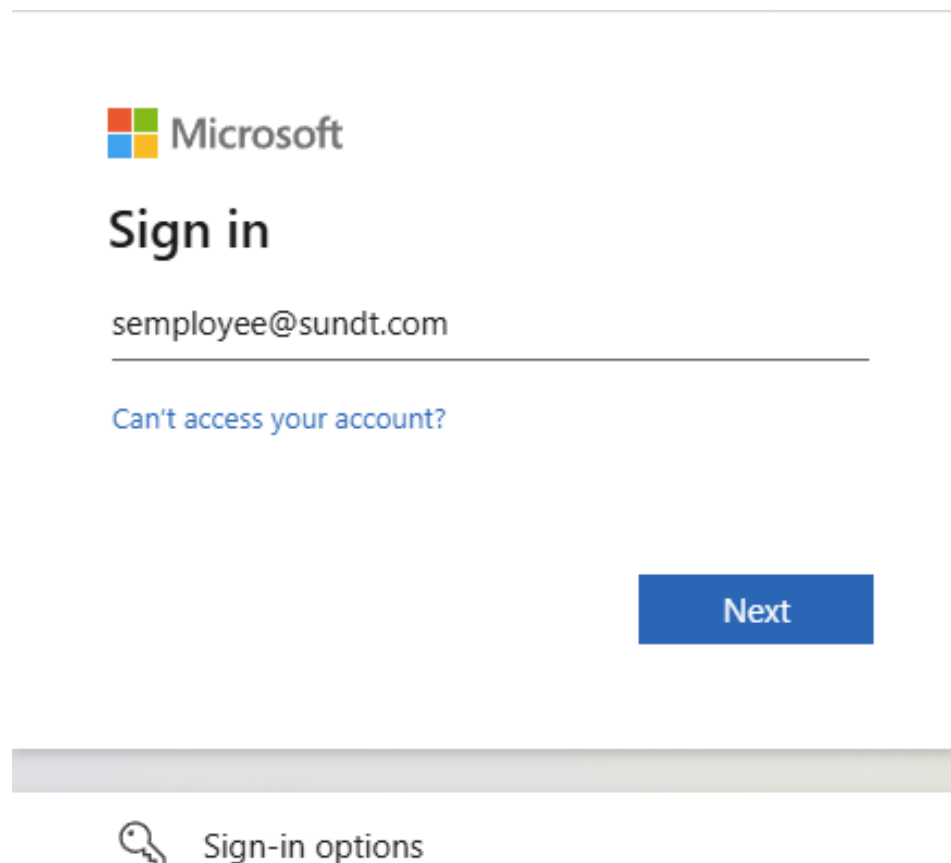 Microsoft
Sign in
semployee@sundt.com
Can't access your account?
Next
Sign-in options